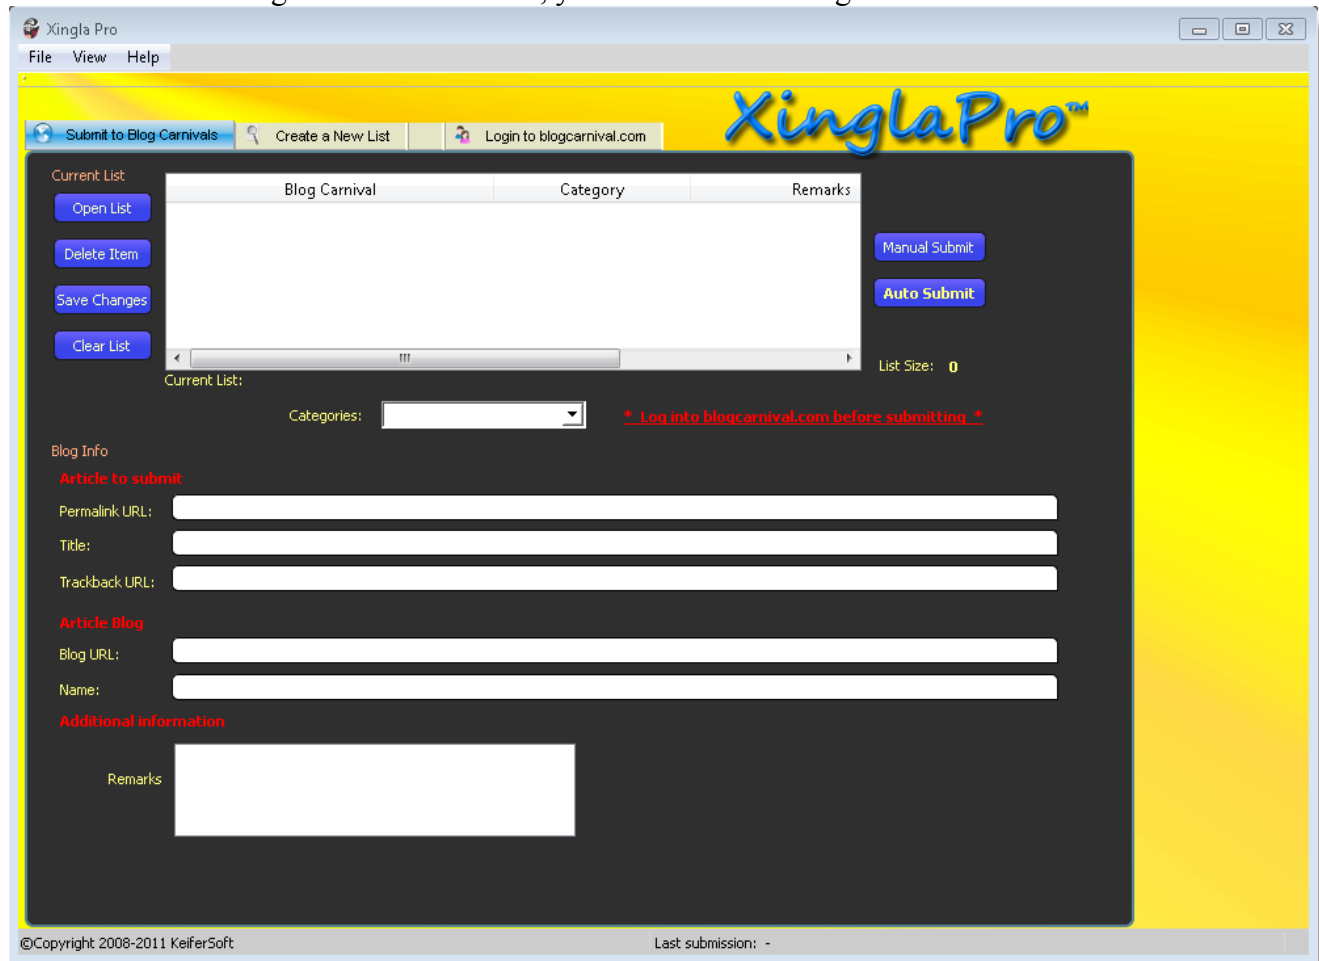 Xingla Pro
File View Help
XinglaPro™
Submit to Blog Carnivals Create a New List Login to blogcarnival.com
Current List
Blog Carnival Category Remarks
Open List
Delete Item
Manual Submit
Save Changes
Auto Submit
Clear List
List Size: 0
Current List:
Categories: * Log into blogcarnival.com before submitting *
Blog Info
Article to submit
Permalink URL:
Title:
Trackback URL:
Article Blog
Blog URL:
Name:
Additional information
Remarks
©Copyright 2008-2011 KeiferSoft Last submission: -